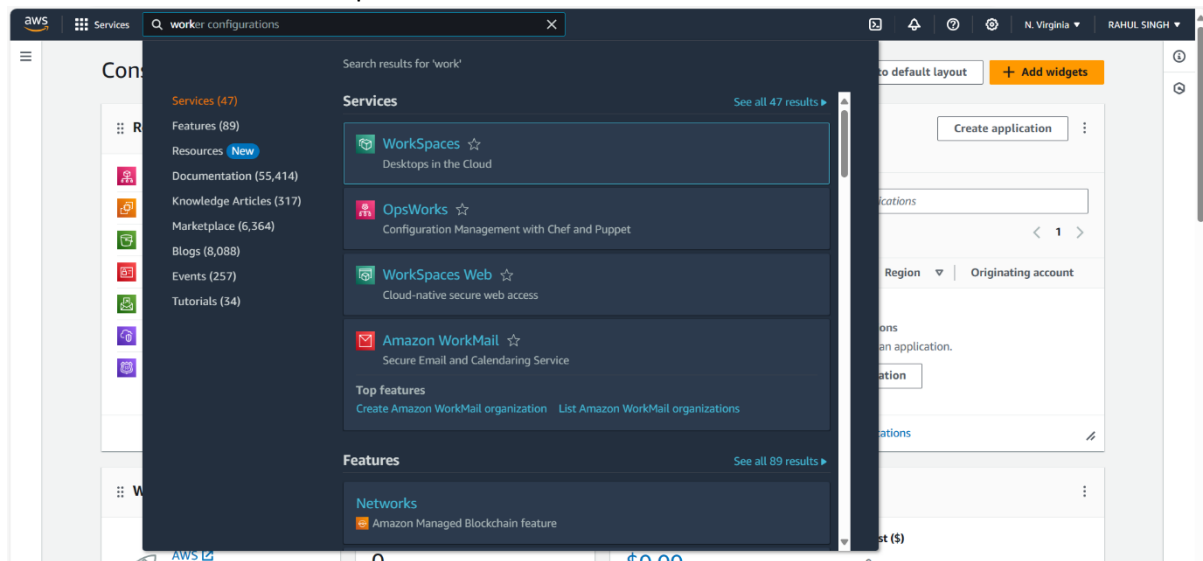 aws
Services
worker configurations
N. Virginia
RAHUL SINGH
Search results for 'work'
to default layout
Add widgets
Services (47)
Features (89)
Resources New
Documentation (55,414)
Knowledge Articles (317)
Marketplace (6,364)
Blogs (8,088)
Events (257)
Tutorials (34)
Services
See all 47 results
WorkSpaces
Desktops in the Cloud
OpsWorks
Configuration Management with Chef and Puppet
WorkSpaces Web
Cloud-native secure web access
Amazon WorkMail
Secure Email and Calendaring Service
Top features
Create Amazon WorkMail organization List Amazon WorkMail organizations
Features
See all 89 results
Networks
Amazon Managed Blockchain feature
Create application
1
Region
Originating account
an application.
AWS
0
$0.00